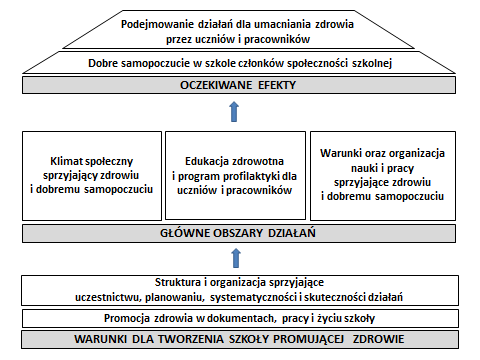 Podejmowanie działań dla umacniania zdrowia
przez uczniów i pracowników
Dobre samopoczucie w szkole członków społeczności szkolnej
OCZEKIWANE EFEKTY
Klimat społeczny
sprzyjający zdrowiu
i dobremu samopoczuciu
Edukacja zdrowotna
i program profilaktyki dla
uczniów i pracowników
Warunki oraz organizacja
nauki i pracy
sprzyjające zdrowiu
i dobremu samopoczuciu
GŁÓWNE OBSZARY DZIAŁAŃ
Struktura i organizacja sprzyjające
uczestnictwu, planowaniu, systematyczności i skuteczności działań
Promocja zdrowia w dokumentach, pracy i życiu szkoły
WARUNKI DLA TWORZENIA SZKOŁY PROMUJĄCEJ ZDROWIE